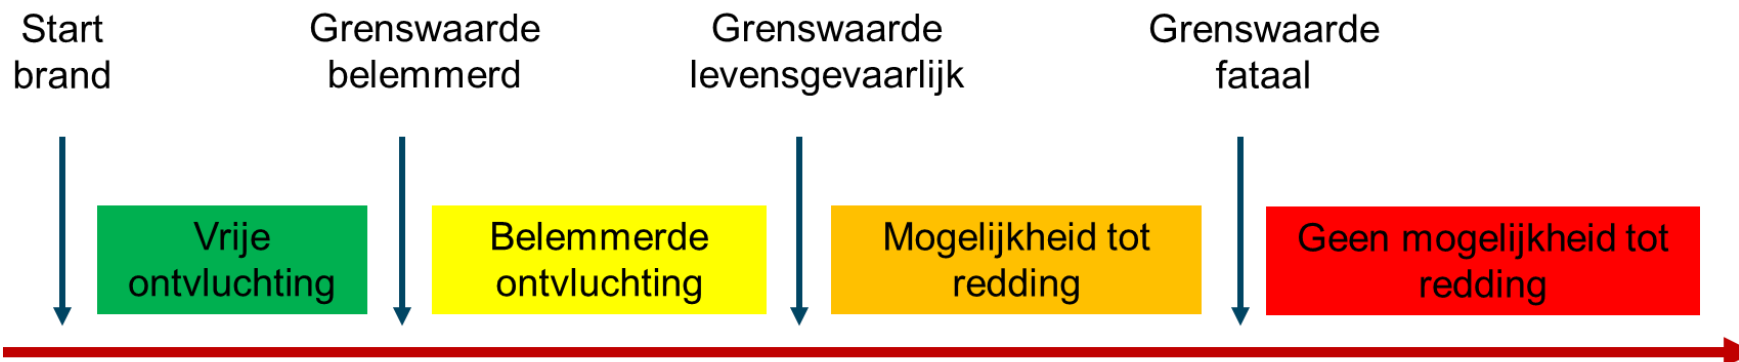 Start
brand
Grenswaarde
belemmerd
Grenswaarde
levensgevaarlijk
Grenswaarde
fataal
Vrije
ontvluchting
Belemmerde
ontvluchting
Mogelijkheid tot
redding
Geen mogelijkheid tot
redding